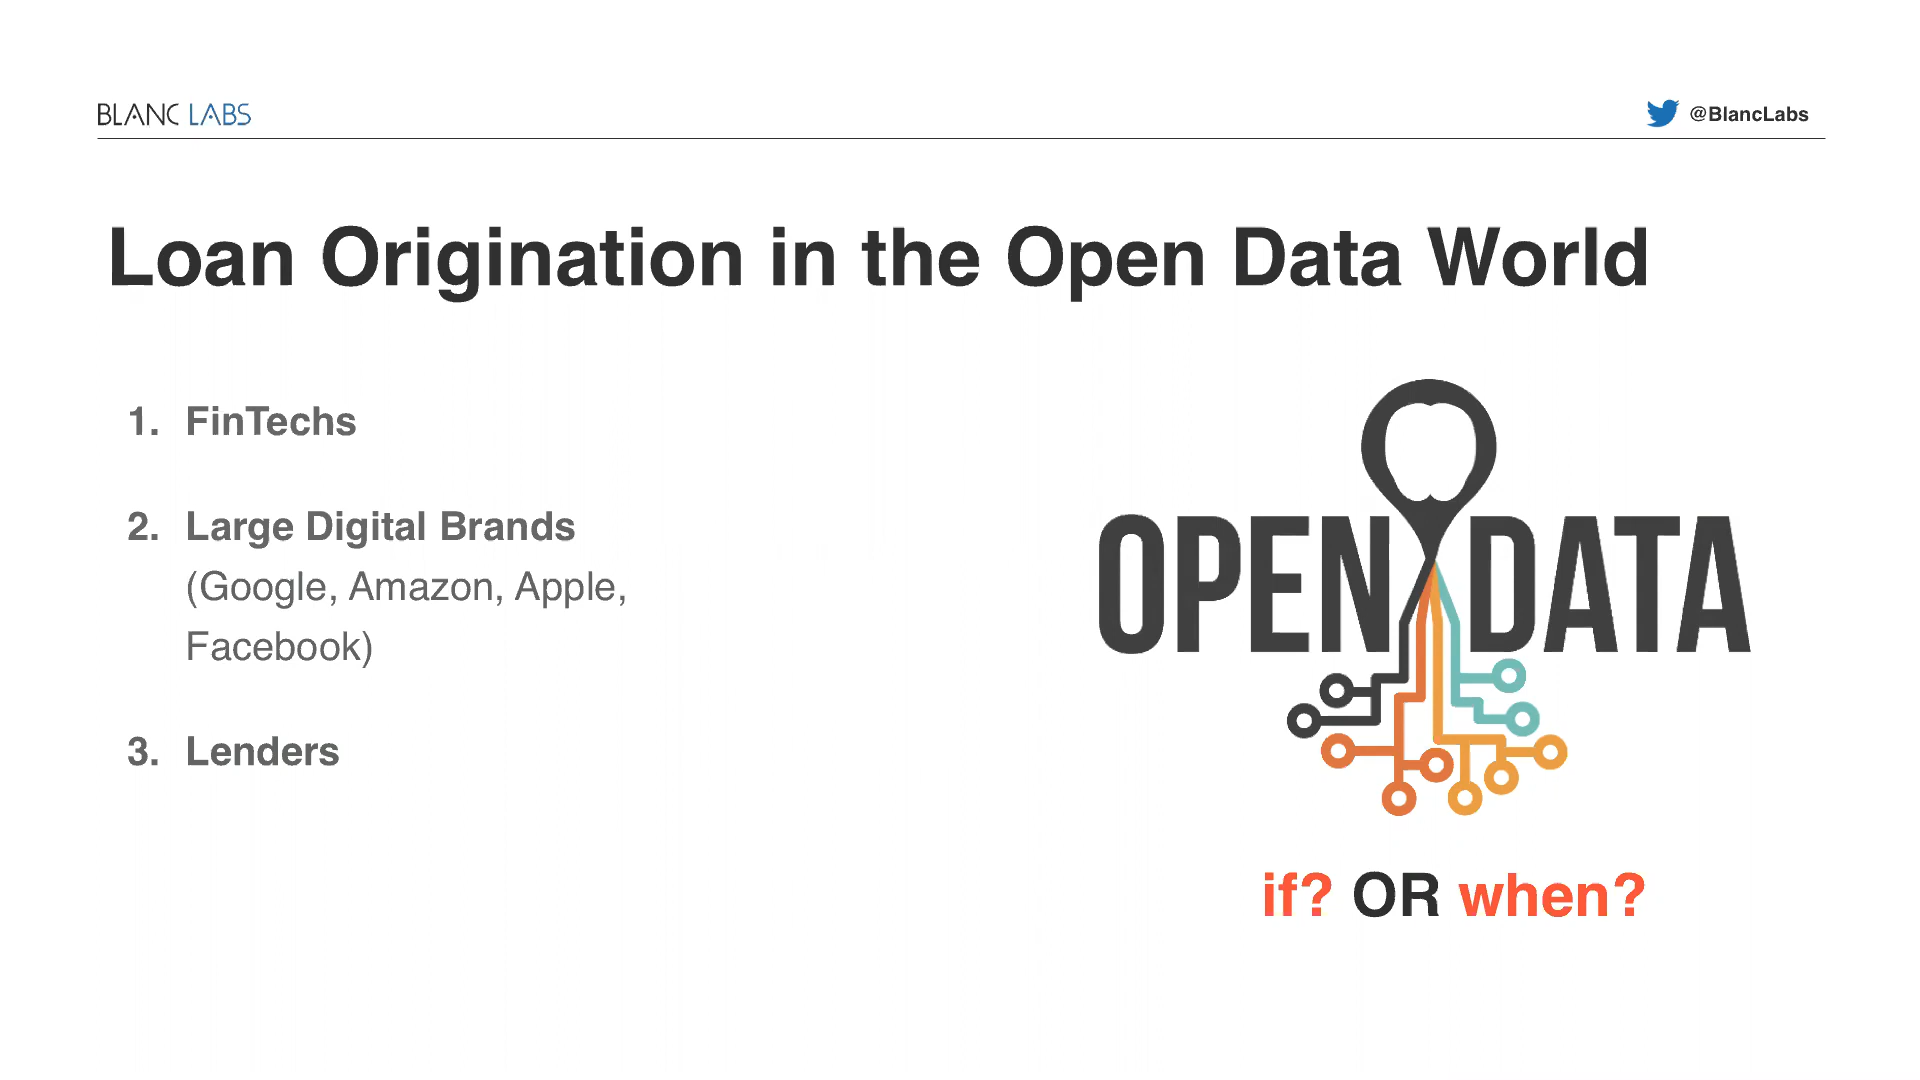 BLANC LABS
@BlancLabs
Loan Origination in the Open Data World
1. FinTechs
2. Large Digital Brands
(Google, Amazon, Apple,
Facebook)
3. Lenders
OPEN DATA
if? OR when?